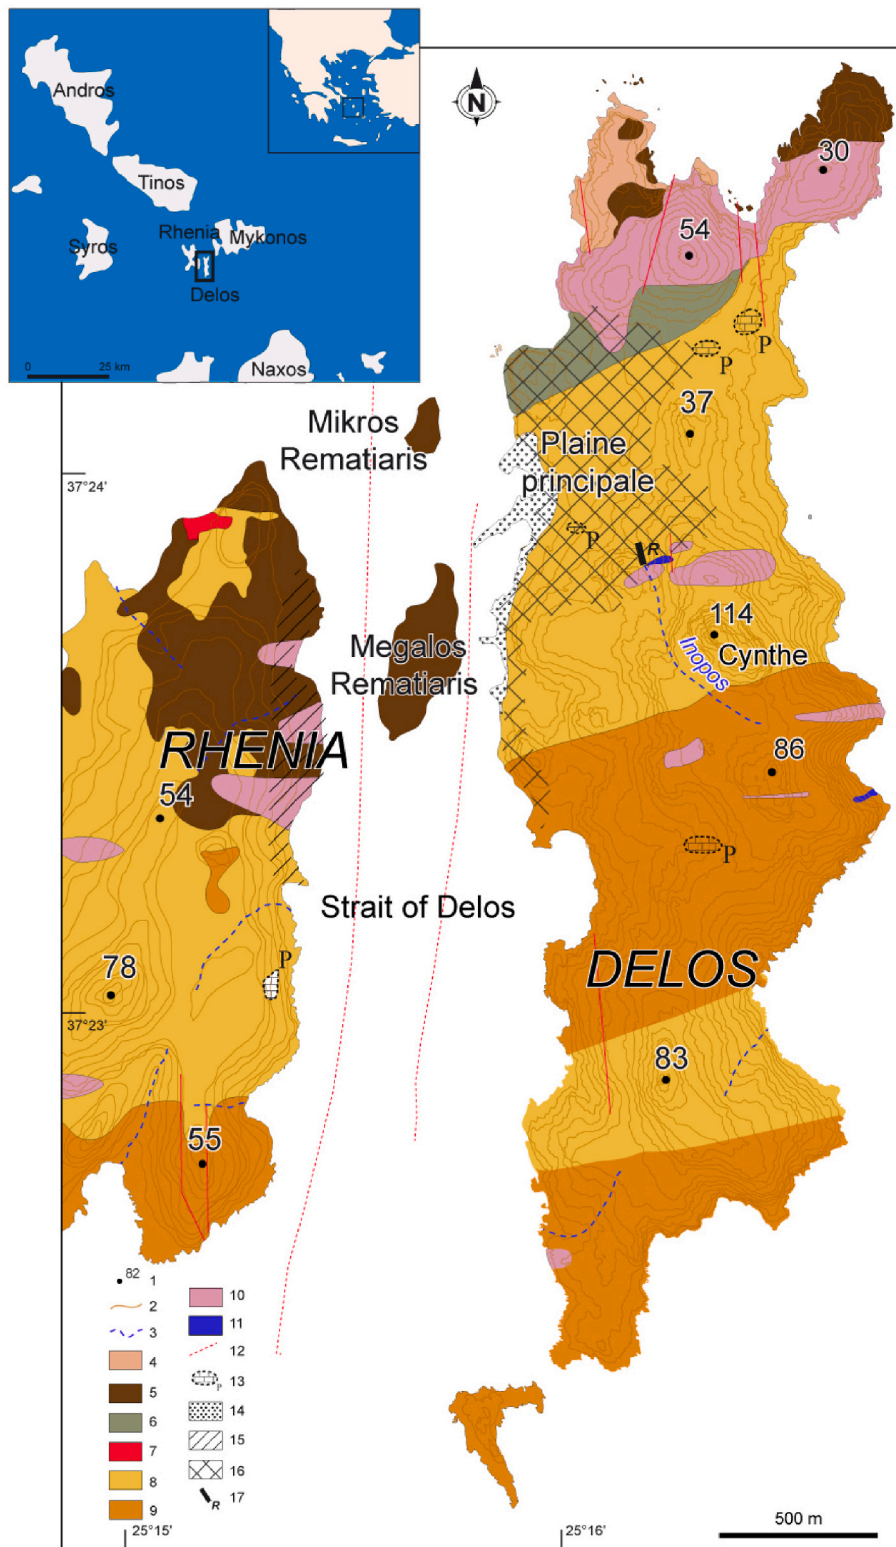 Andros
Tinos
Syros
Rhenia
Mykonos
Delos
0
25 km
Naxos
N
30
54
P
P
37
Mikros
Rematiaris
Plaine
principale
37°24'
P
R
114
Cynthe
Inopos
Megalos
Rematiaris
RHENIA
86
54
P
Strait of Delos
P
DELOS
78
37°23'
83
55
82
1
2
3
4
5
6
7
8
9
10
11
12
P
13
14
15
16
R
17
500 m
25°15'
25°16'